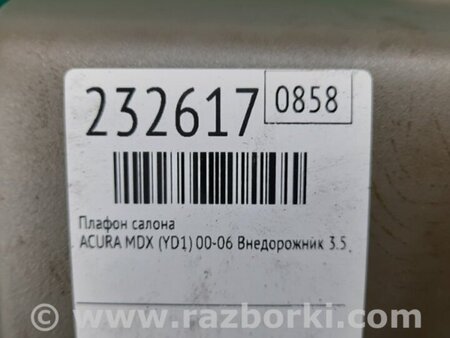 232617 0858
Плафон салона
ACURA MDX (YD1) 00-06 Внедорожник 3.5
www.razborki.com